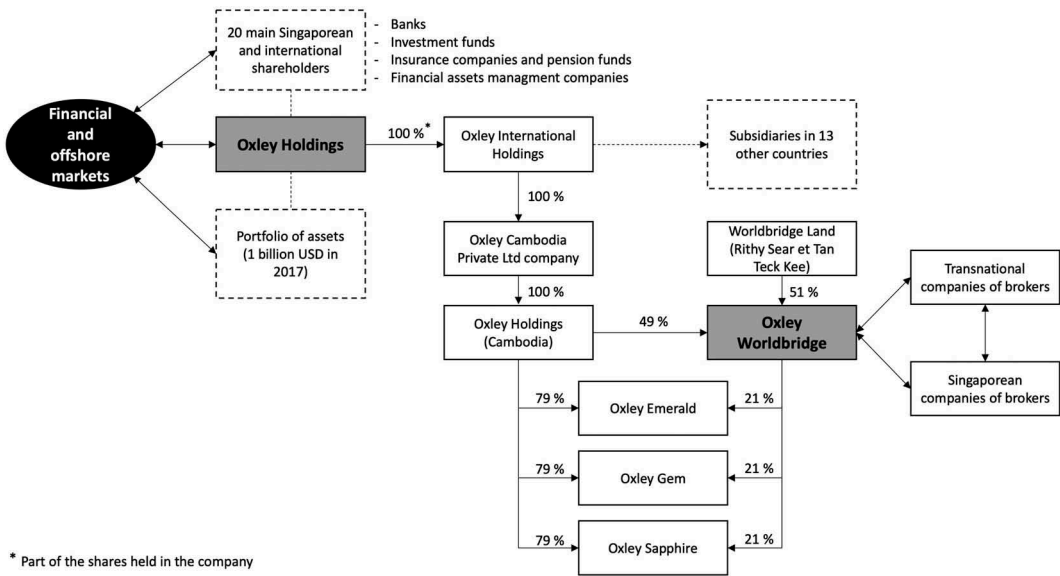 20 main Singaporean
and international
shareholders
- Banks
- Investment funds
- Insurance companies and pension funds
- Financial assets managment companies
Financial
and
offshore
markets
Oxley Holdings
100 %*
Oxley International
Holdings
Subsidiaries in 13
other countries
100 %
Portfolio of assets
(1 billion USD in
2017)
Oxley Cambodia
Private Ltd company
Worldbridge Land
(Rithy Sear et Tan
Teck Kee)
Transnational
companies of brokers
100 %
51 %
Oxley Holdings
(Cambodia)
49 %
Oxley
Worldbridge
Singaporean
companies of brokers
79 %
Oxley Emerald
21 %
79 %
Oxley Gem
21 %
79 %
Oxley Sapphire
21 %
* Part of the shares held in the company